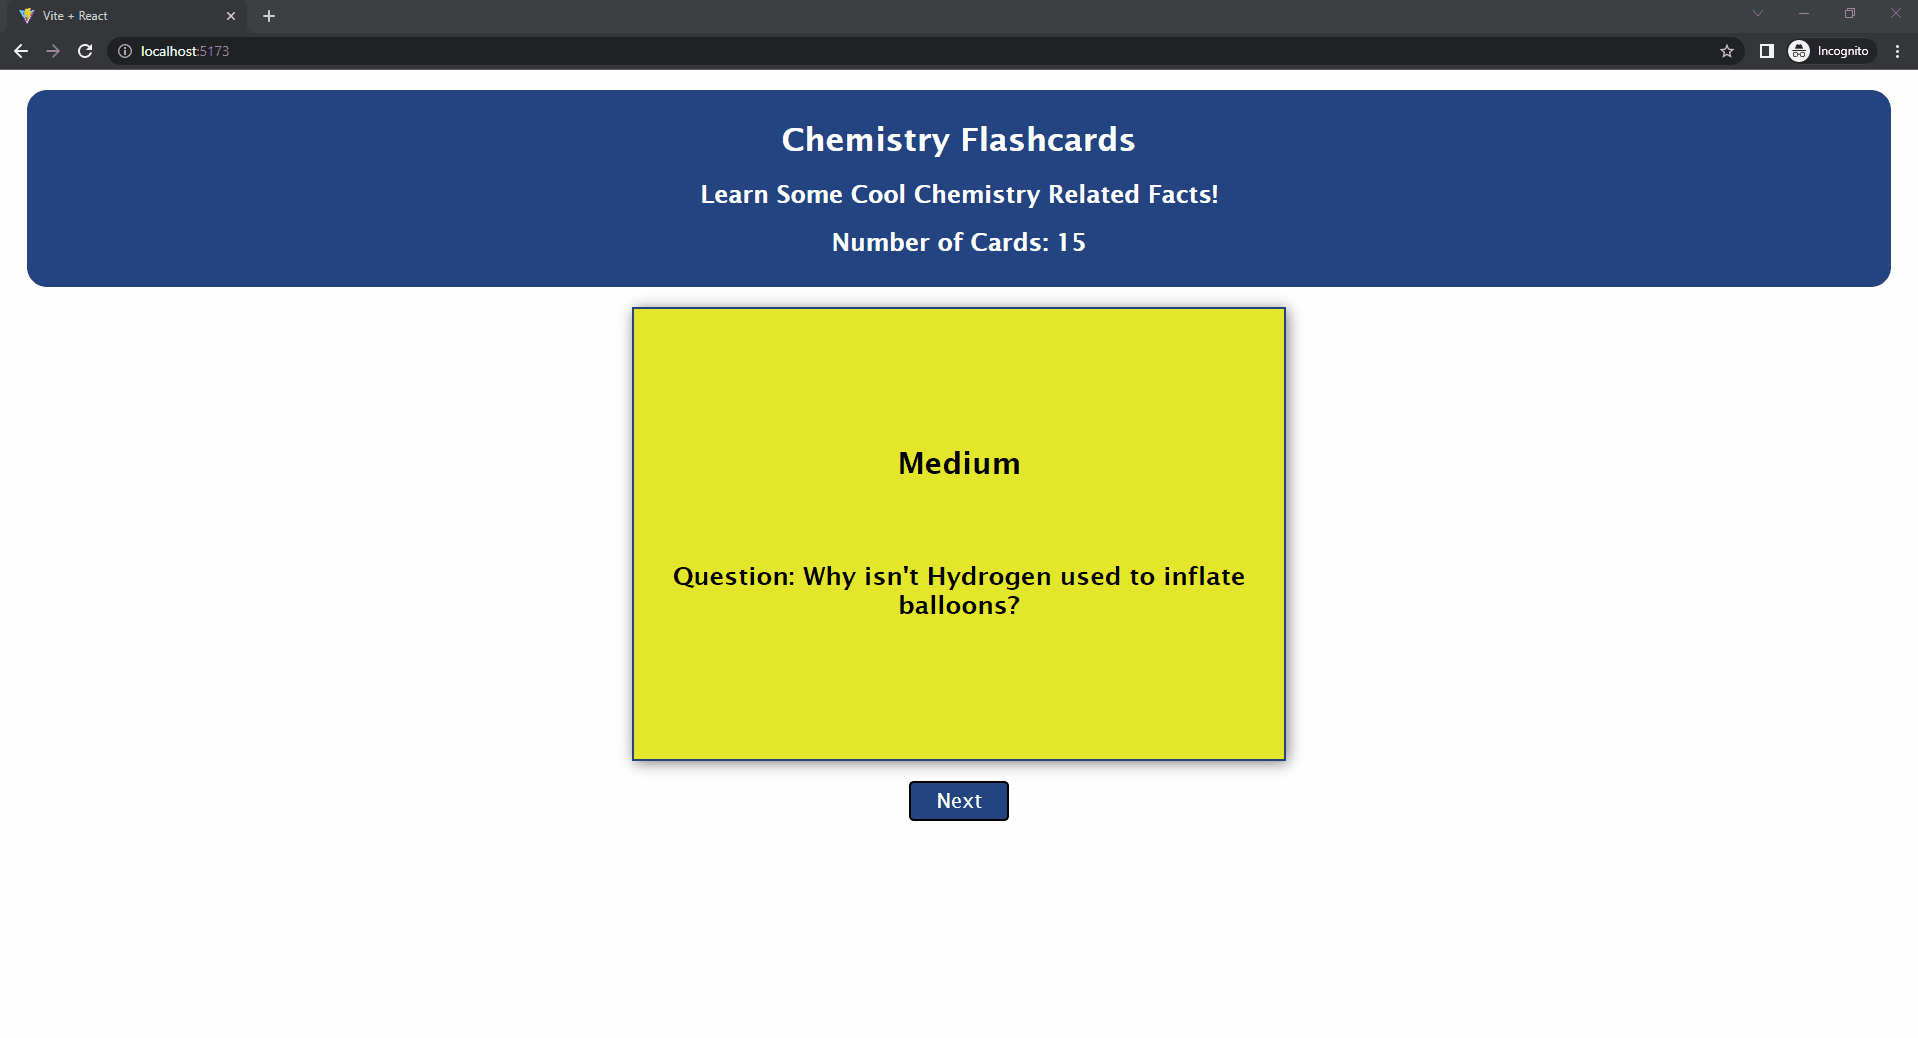 Vite + React
localhost:5173
Incognito
Chemistry Flashcards
Learn Some Cool Chemistry Related Facts!
Number of Cards: 15
Medium
Question: Why isn't Hydrogen used to inflate
balloons?
Next